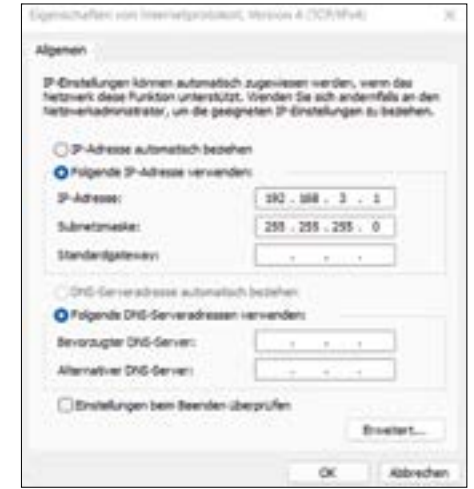 Eigenschaften von Internetprotokoll, Version 4 (TCP/IPv4)
Allgemein
IP-Einstellungen können automatisch zugewiesen werden, wenn das
Netzwerk diese Funktion unterstützt. Wenden Sie sich andernfalls an den
Netzwerkadministrator, um die geeigneten IP-Einstellungen zu beziehen.
IP-Adresse automatisch beziehen
Folgende IP-Adresse verwenden:
IP-Adresse: 192 . 168 . 3 . 1
Subnetzmaske: 255 . 255 . 255 . 0
Standardgateway: . . .
DNS-Serveradresse automatisch beziehen
Folgende DNS-Serveradressen verwenden:
Bevorzugter DNS-Server: . . .
Alternativer DNS-Server: . . .
Einstellungen beim Beenden überprüfen
Erweitert...
OK Abbrechen